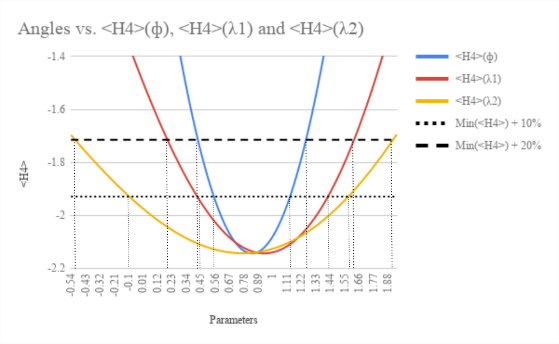 Angles vs. <H4>(ф), <H4>(λ1) and <H4>(λ2)
<H4>
-1.4
-1.6
-1.8
-2
-2.2
-0.54 -0.43 -0.32 -0.21 -0.1 0.01 0.12 0.23 0.34 0.45 0.56 0.67 0.78 0.89 1 1.11 1.22 1.33 1.44 1.55 1.66 1.77 1.88
Parameters
<H4>(ф)
<H4>(λ1)
<H4>(λ2)
Min(<H4>) + 10%
Min(<H4>) + 20%